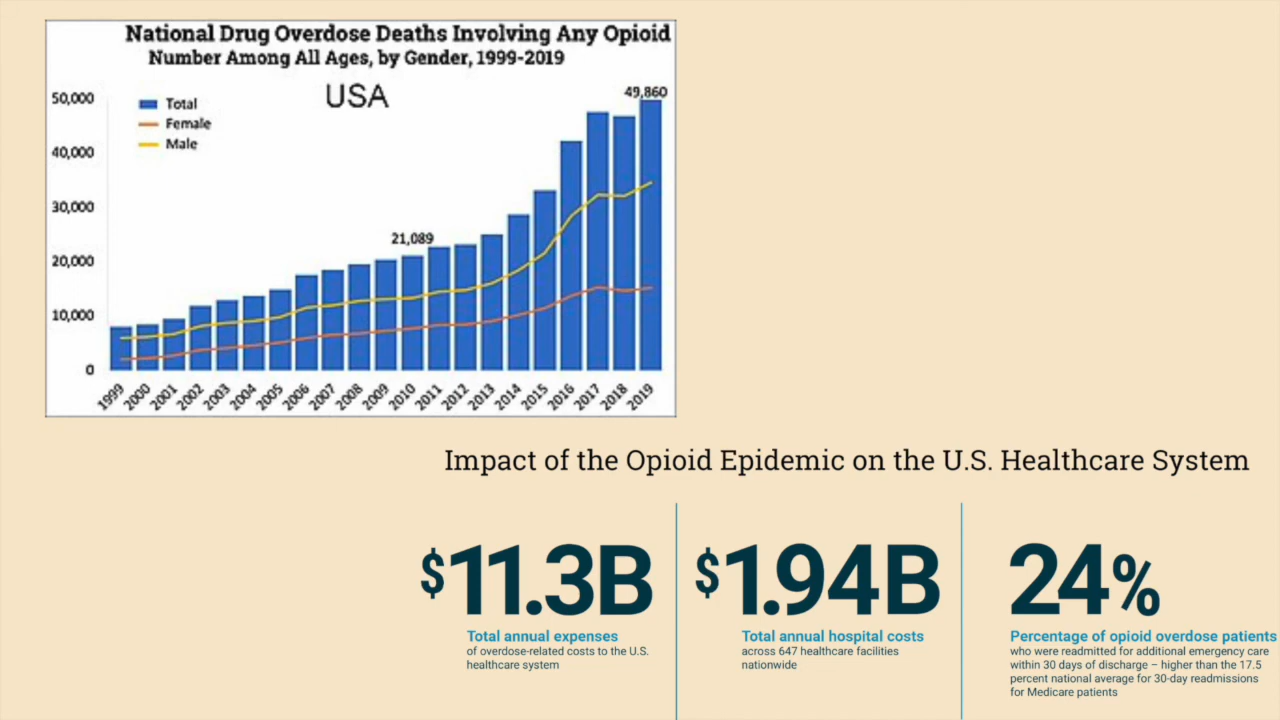 National Drug Overdose Deaths Involving Any Opioid
Number Among All Ages, by Gender, 1999-2019
USA
Total
Female
Male
50,000
40,000
30,000
20,000
10,000
0
21,089
49,860
1999 2000 2001 2002 2003 2004 2005 2006 2007 2008 2009 2010 2011 2012 2013 2014 2015 2016 2017 2018 2019
Impact of the Opioid Epidemic on the U.S. Healthcare System
$11.3B
Total annual expenses
of overdose-related costs to the U.S.
healthcare system
$1.94B
Total annual hospital costs
across 647 healthcare facilities
nationwide
24%
Percentage of opioid overdose patients
who were readmitted for additional emergency care
within 30 days of discharge – higher than the 17.5
percent national average for 30-day readmissions
for Medicare patients